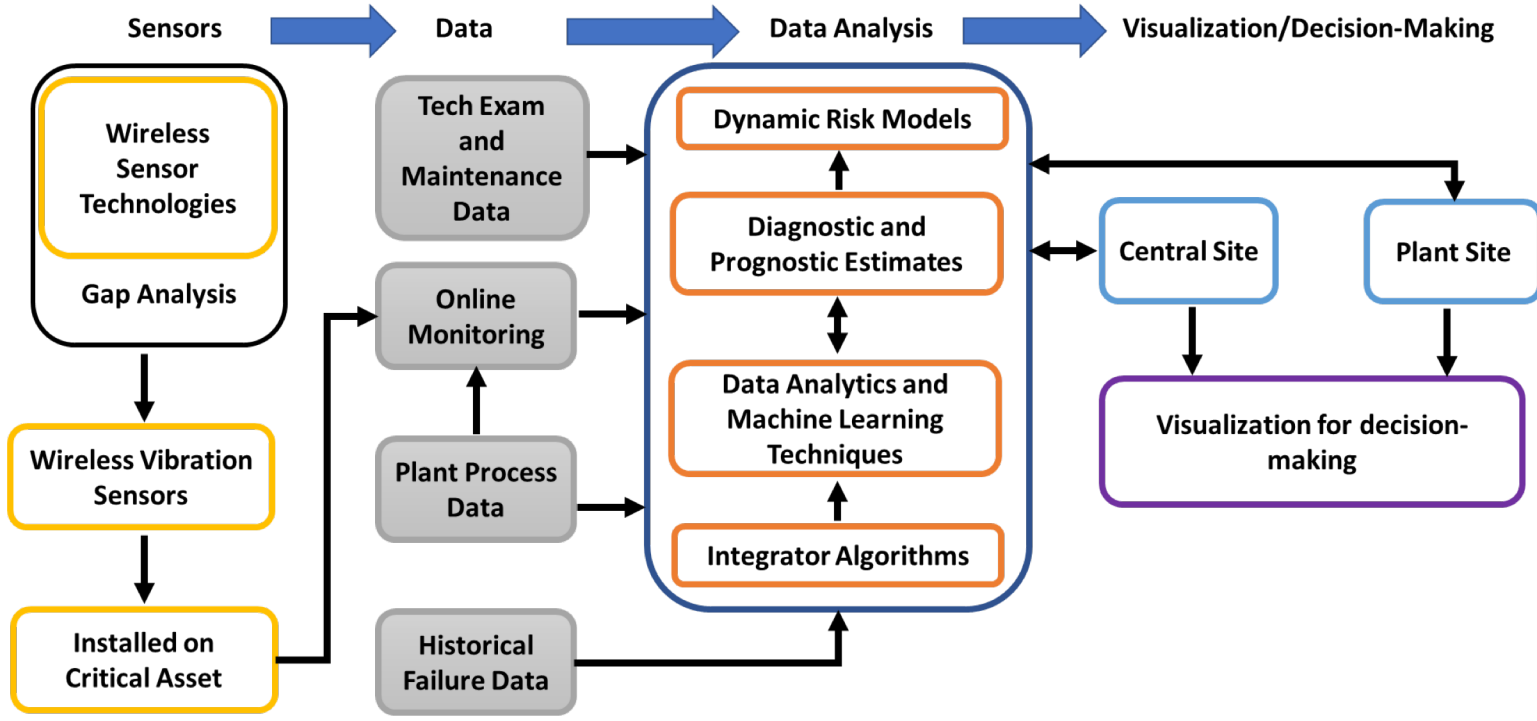 Sensors
Data
Data Analysis
Visualization/Decision-Making
Wireless
Sensor
Technologies
Gap Analysis
Wireless Vibration
Sensors
Installed on
Critical Asset
Tech Exam
and
Maintenance
Data
Online
Monitoring
Plant Process
Data
Historical
Failure Data
Dynamic Risk Models
Diagnostic and
Prognostic Estimates
Data Analytics and
Machine Learning
Techniques
Integrator Algorithms
Central Site
Plant Site
Visualization for decision-
making